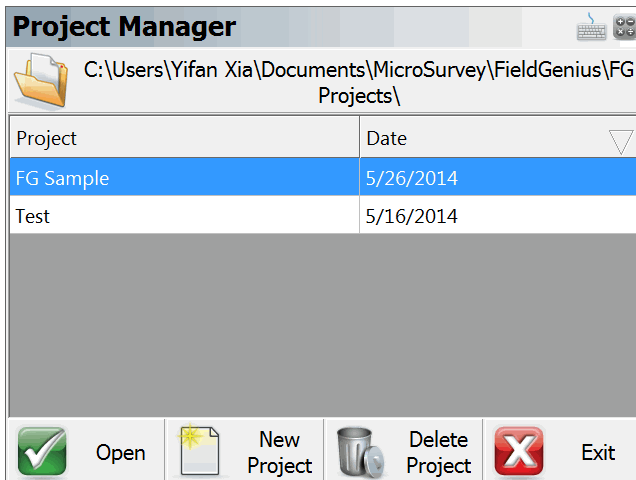 Project Manager
C:\Users\Yifan Xia\Documents\MicroSurvey\FieldGenius\FG
Projects\
Project Date
FG Sample 5/26/2014
Test 5/16/2014
Open
New
Project
Delete
Project
Exit